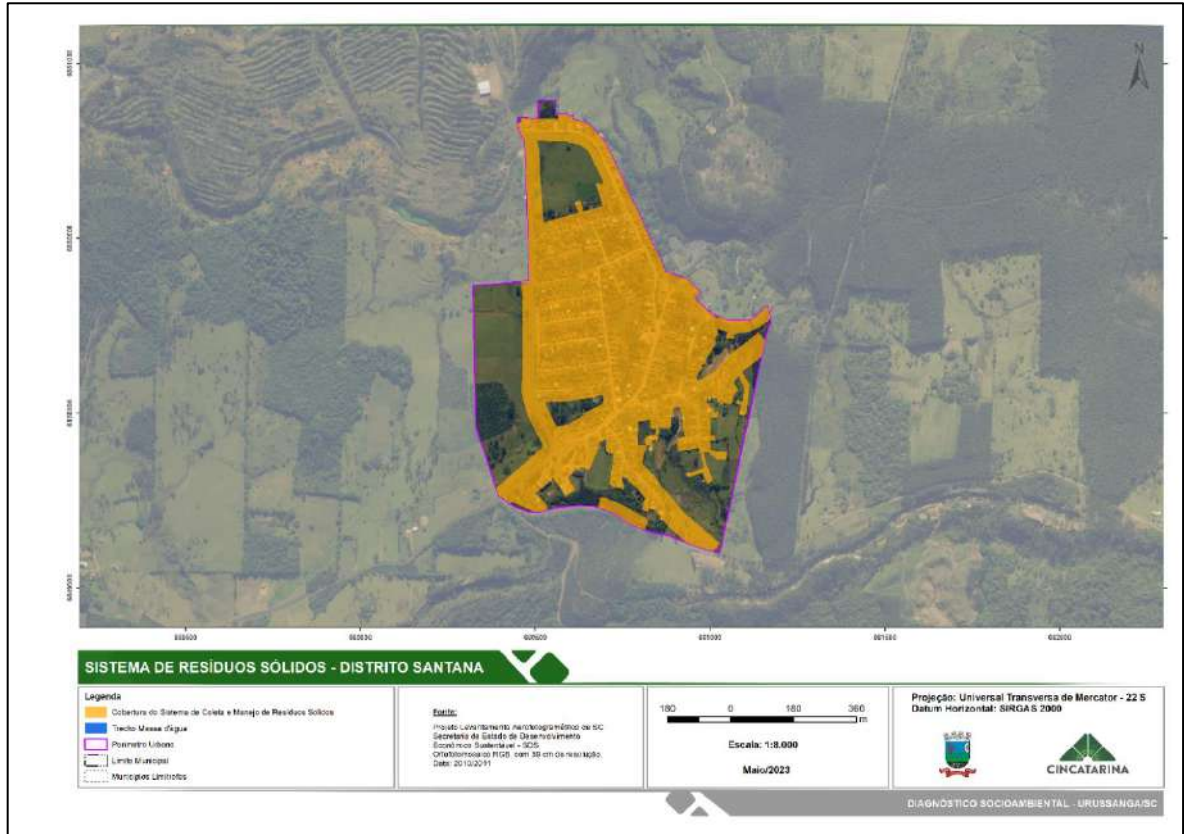 N
SISTEMA DE RESÍDUOS SÓLIDOS - DISTRITO SANTANA
Legenda
Cobertura do Sistema de Coleta e Manejo de Resíduos Sólidos
Trecho Massa d'água
Perímetro Urbano
Limite Municipal
Municípios Limítrofes
Fonte:
Projeto Levantamento Aerofotogramétrico de SC
Secretaria de Estado de Desenvolvimento
Econômico Sustentável - SDS
Ortofotomosaico RGB, com 39 cm de resolução.
Data: 2010/2011
180 0 180 360
m
Escala: 1:8.000
Maio/2023
Projeção: Universal Transversa de Mercator - 22 S
Datum Horizontal: SIRGAS 2000
CINCATARINA
DIAGNÓSTICO SOCIOAMBIENTAL - URUSSANGA/SC